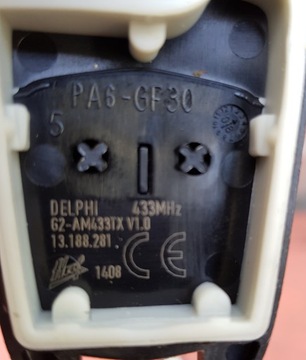 PA6-GF30
5
DELPHI 433MHz
G2-AM433TX V1.0
13.188.281
1408 CE